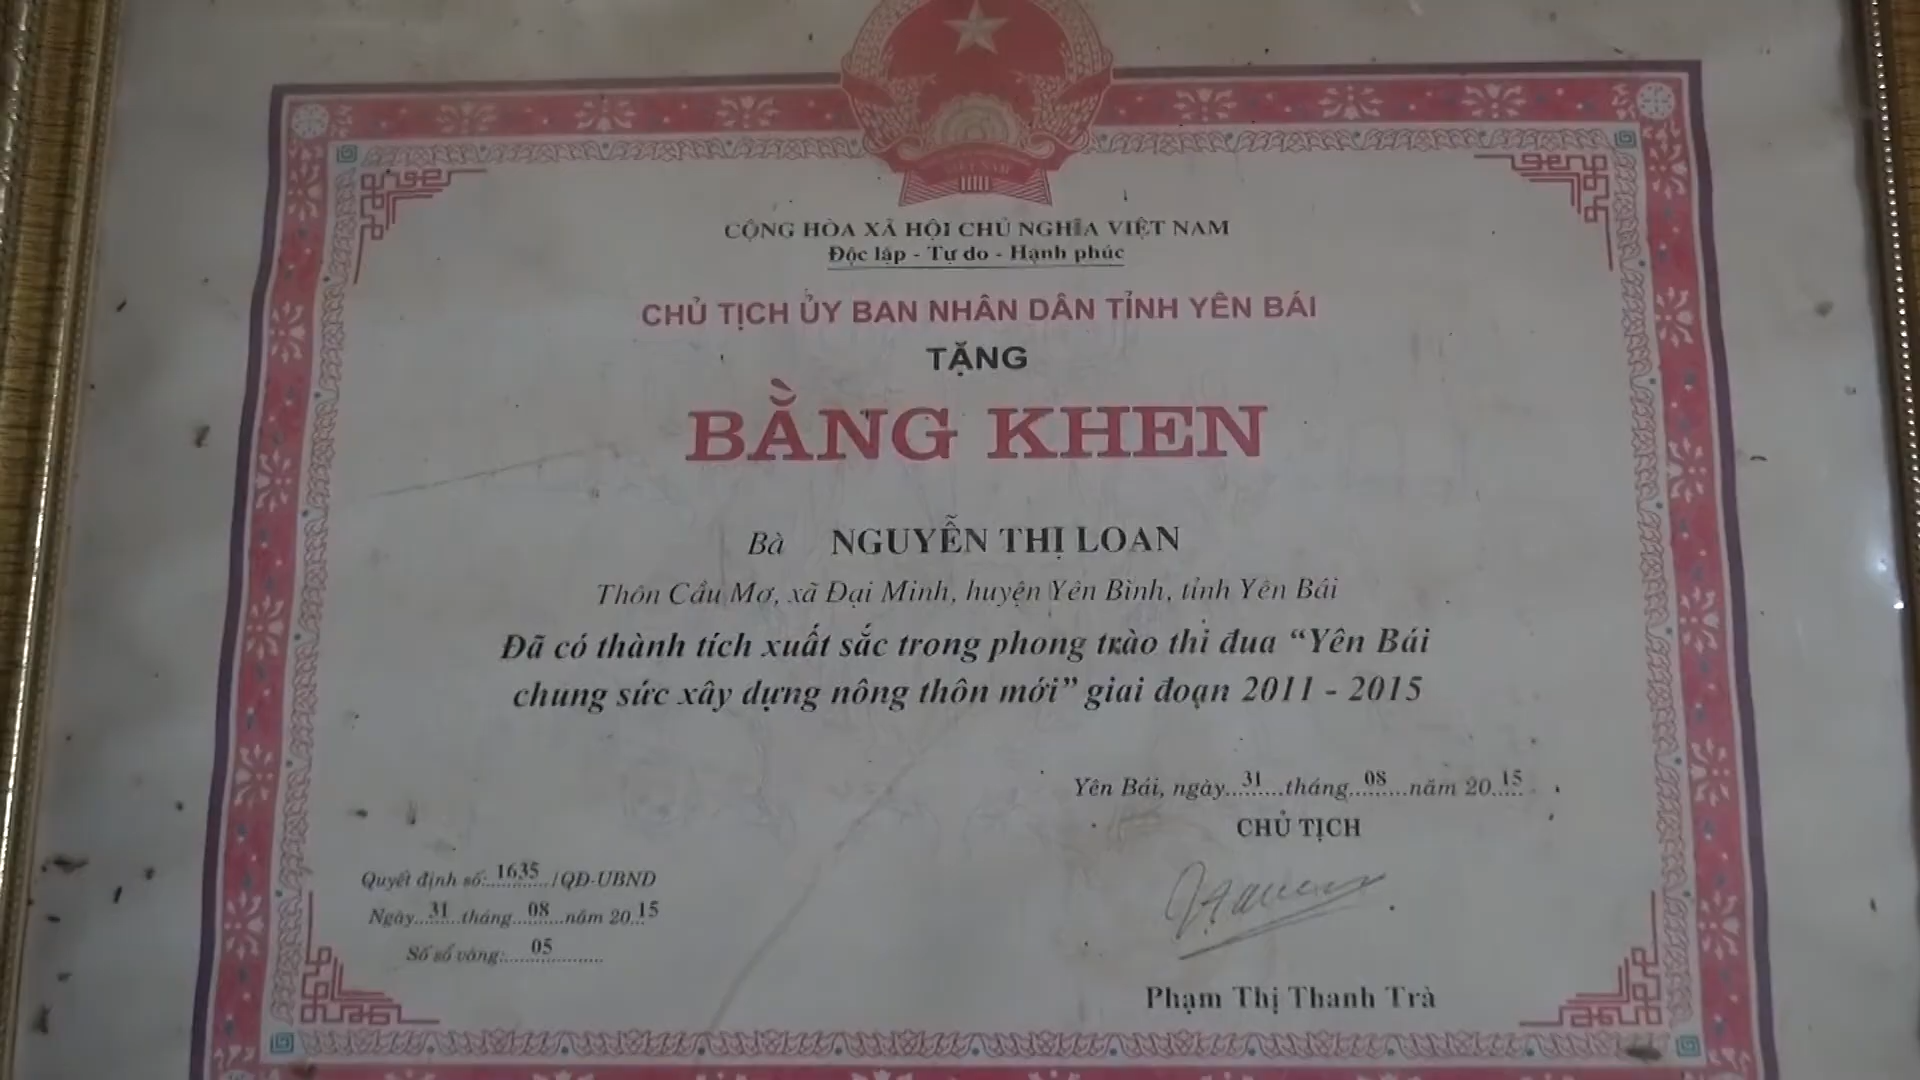 VIỆT NAM
CỘNG HÒA XÃ HỘI CHỦ NGHĨA VIỆT NAM
Độc lập - Tự do - Hạnh phúc
CHỦ TỊCH ỦY BAN NHÂN DÂN TỈNH YÊN BÁI
TẶNG
BẰNG KHEN
Bà NGUYỄN THỊ LOAN
Thôn Cầu Mơ, xã Đại Minh, huyện Yên Bình, tỉnh Yên Bái
Đã có thành tích xuất sắc trong phong trào thi đua “Yên Bái
chung sức xây dựng nông thôn mới” giai đoạn 2011 - 2015
Yên Bái, ngày 31 tháng 08 năm 2015
CHỦ TỊCH
Quyết định số: 1635 /QĐ-UBND
Ngày 31 tháng 08 năm 2015
Số sổ vàng: 05
Phạm Thị Thanh Trà